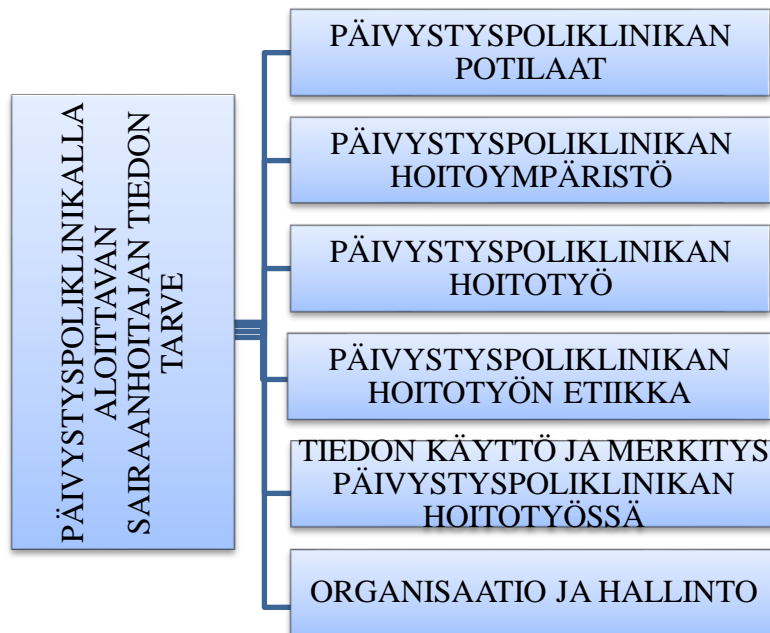 PÄIVYSTYSPOLIKLINIKALLA
ALOITTAVAN
SAIRAANHOITAJAN TIEDON
TARVE
PÄIVYSTYSPOLIKLINIKAN
POTILAAT
PÄIVYSTYSPOLIKLINIKAN
HOITOYMPÄRISTÖ
PÄIVYSTYSPOLIKLINIKAN
HOITOTYÖ
PÄIVYSTYSPOLIKLINIKAN
HOITOTYÖN ETIIKKA
TIEDON KÄYTTÖ JA MERKITYS
PÄIVYSTYSPOLIKLINIKAN
HOITOTYÖSSÄ
ORGANISAATIO JA HALLINTO